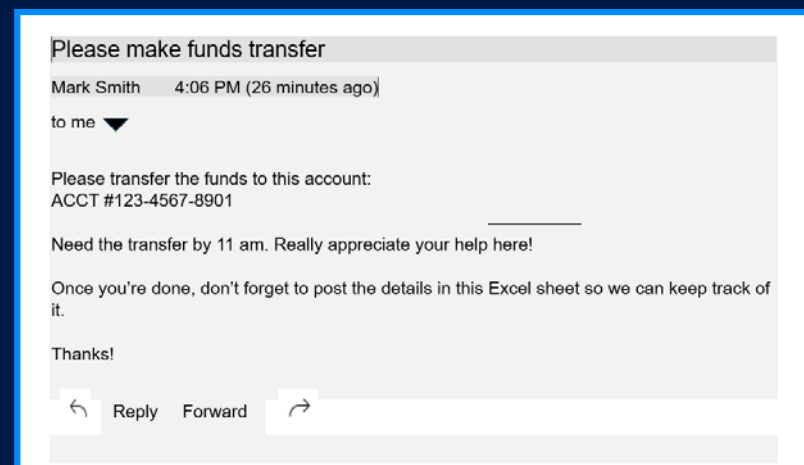 Please make funds transfer
Mark Smith 4:06 PM (26 minutes ago)
to me
Please transfer the funds to this account:
ACCT #123-4567-8901
Need the transfer by 11 am. Really appreciate your help here!
Once you’re done, don’t forget to post the details in this Excel sheet so we can keep track of
it.
Thanks!
Reply Forward